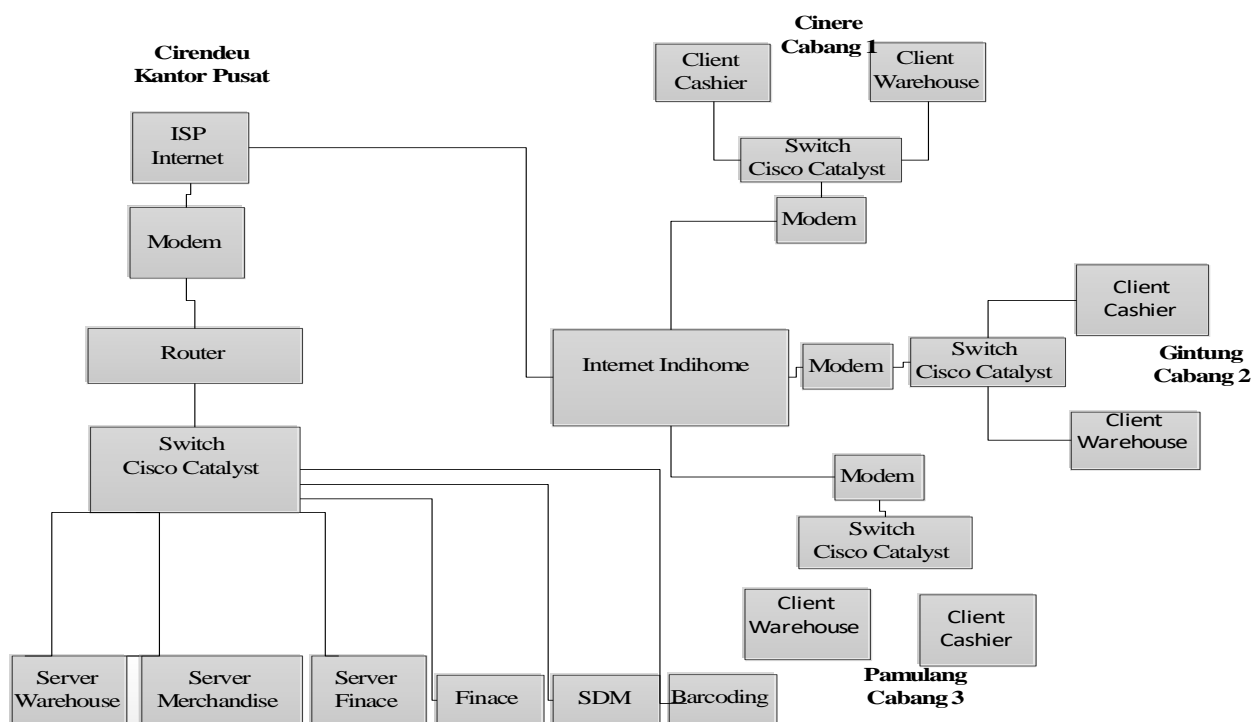 Cirendeu
Kantor Pusat
ISP
Internet
Modem
Router
Switch
Cisco Catalyst
Server
Warehouse
Server
Merchandise
Server
Finace
Finace
SDM
Barcoding
Internet Indihome
Cinere
Cabang 1
Client
Cashier
Client
Warehouse
Switch
Cisco Catalyst
Modem
Modem
Switch
Cisco Catalyst
Client
Cashier
Gintung
Cabang 2
Client
Warehouse
Modem
Switch
Cisco Catalyst
Client
Warehouse
Client
Cashier
Pamulang
Cabang 3